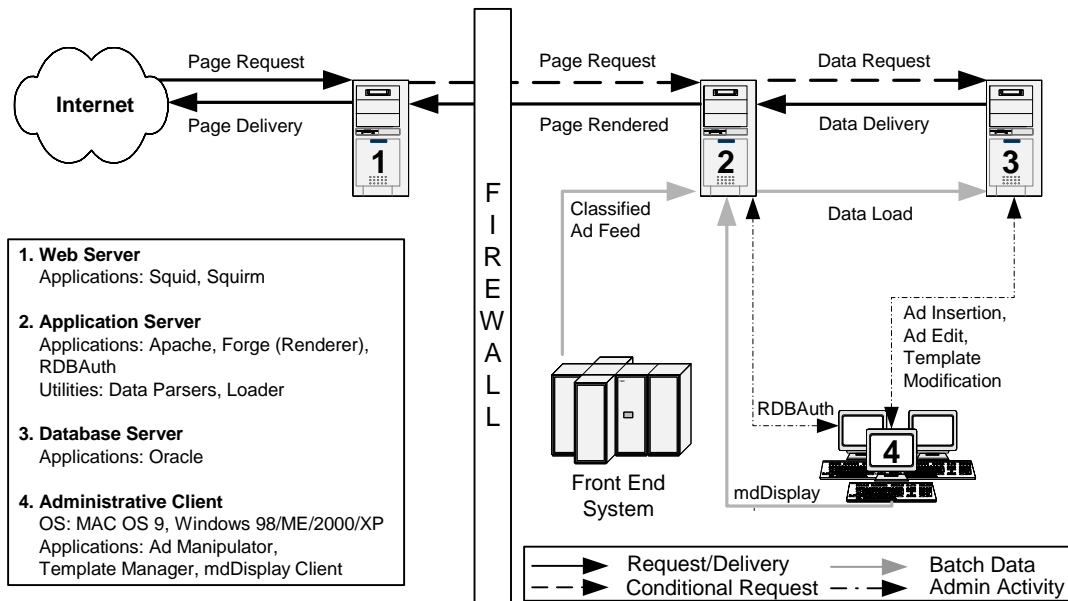 Page Request
Page Request
Data Request
Internet
Page Delivery
Page Rendered
Data Delivery
1
2
3
FIREWALL
Classified
Ad Feed
Data Load
1. Web Server
Applications: Squid, Squirm
2. Application Server
Applications: Apache, Forge (Renderer),
RDBAuth
Utilities: Data Parsers, Loader
3. Database Server
Applications: Oracle
4. Administrative Client
OS: MAC OS 9, Windows 98/ME/2000/XP
Applications: Ad Manipulator,
Template Manager, mdDisplay Client
Ad Insertion,
Ad Edit,
Template
Modification
RDBAuth
4
Front End
System
mdDisplay
Request/Delivery
Batch Data
Conditional Request
Admin Activity